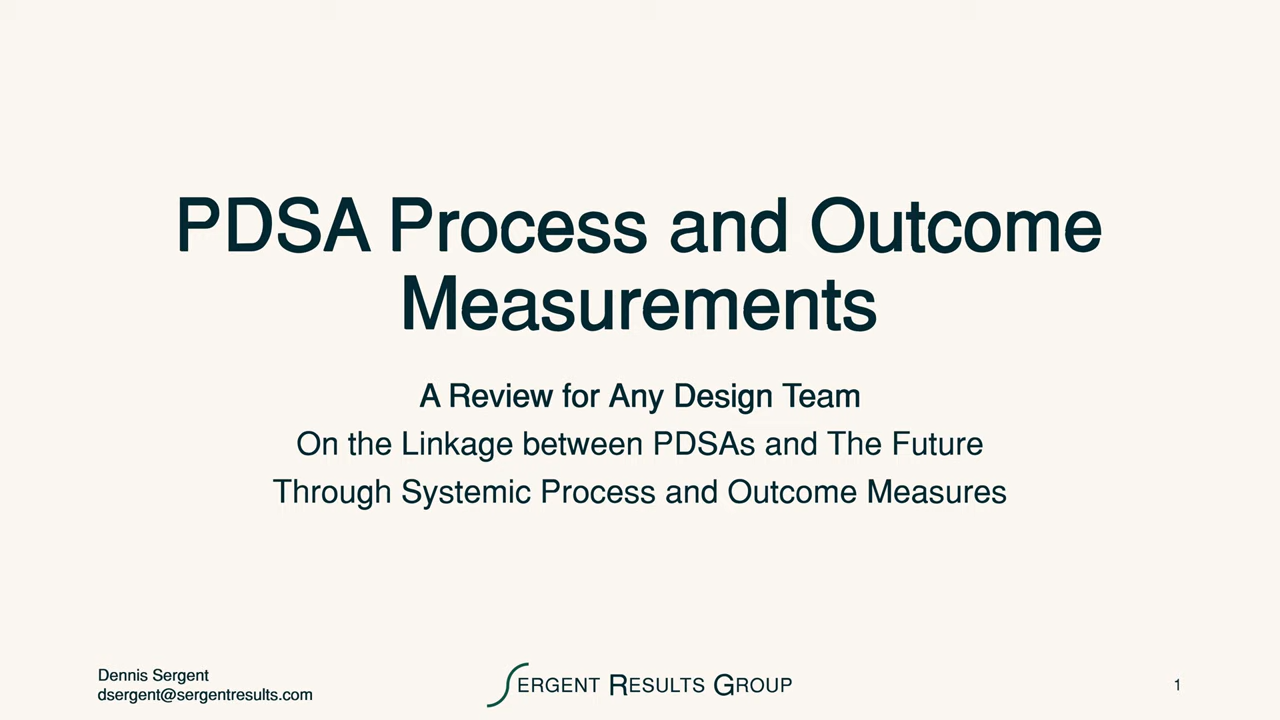 PDSA Process and Outcome
Measurements
A Review for Any Design Team
On the Linkage between PDSAs and The Future
Through Systemic Process and Outcome Measures
Dennis Sergent
dsergent@sergentresults.com
SERGENT RESULTS GROUP
1